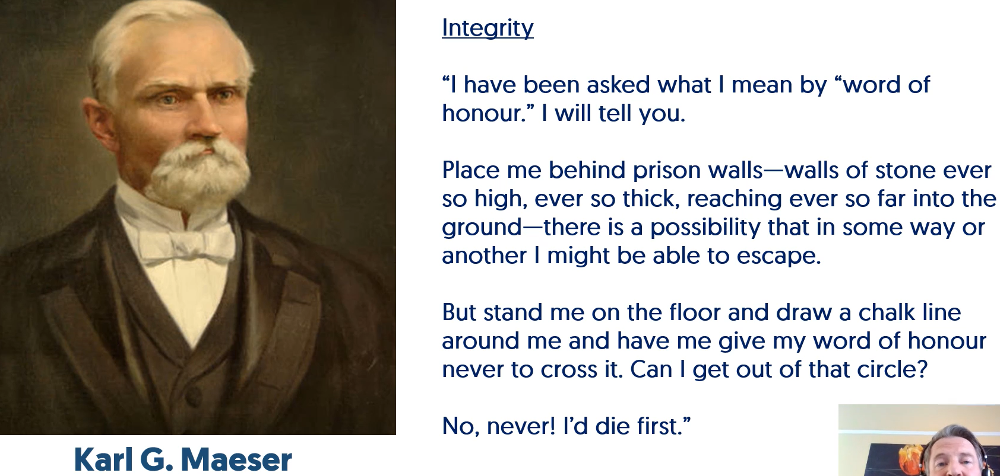 Integrity
“I have been asked what I mean by “word of
honour.” I will tell you.
Place me behind prison walls—walls of stone ever
so high, ever so thick, reaching ever so far into the
ground—there is a possibility that in some way or
another I might be able to escape.
But stand me on the floor and draw a chalk line
around me and have me give my word of honour
never to cross it. Can I get out of that circle?
No, never! I’d die first.”
Karl G. Maeser